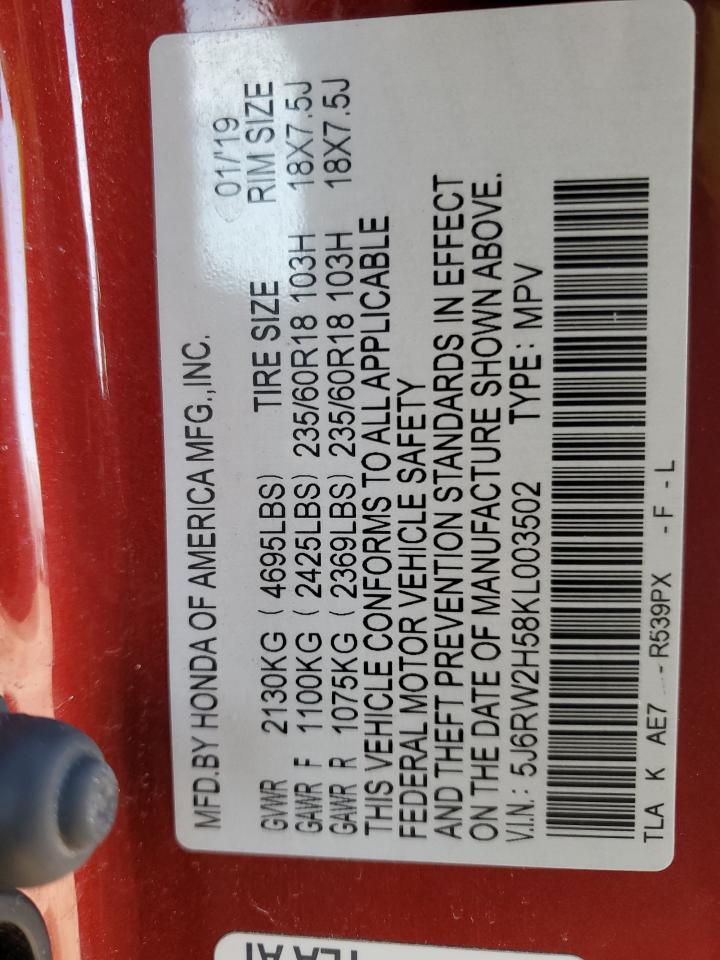 MFD.BY HONDA OF AMERICA MFG.,INC. 01/'19
TIRE SIZE RIM SIZE
GVWR 2130KG ( 4695LBS)
GAWR F 1100KG ( 2425LBS) 235/60R18 103H 18X7.5J
GAWR R 1075KG ( 2369LBS) 235/60R18 103H 18X7.5J
THIS VEHICLE CONFORMS TO ALL APPLICABLE
FEDERAL MOTOR VEHICLE SAFETY
AND THEFT PREVENTION STANDARDS IN EFFECT
ON THE DATE OF MANUFACTURE SHOWN ABOVE.
V.I.N.: 5J6RW2H58KL003502 TYPE: MPV
TLA K AE7 - R539PX - F - L